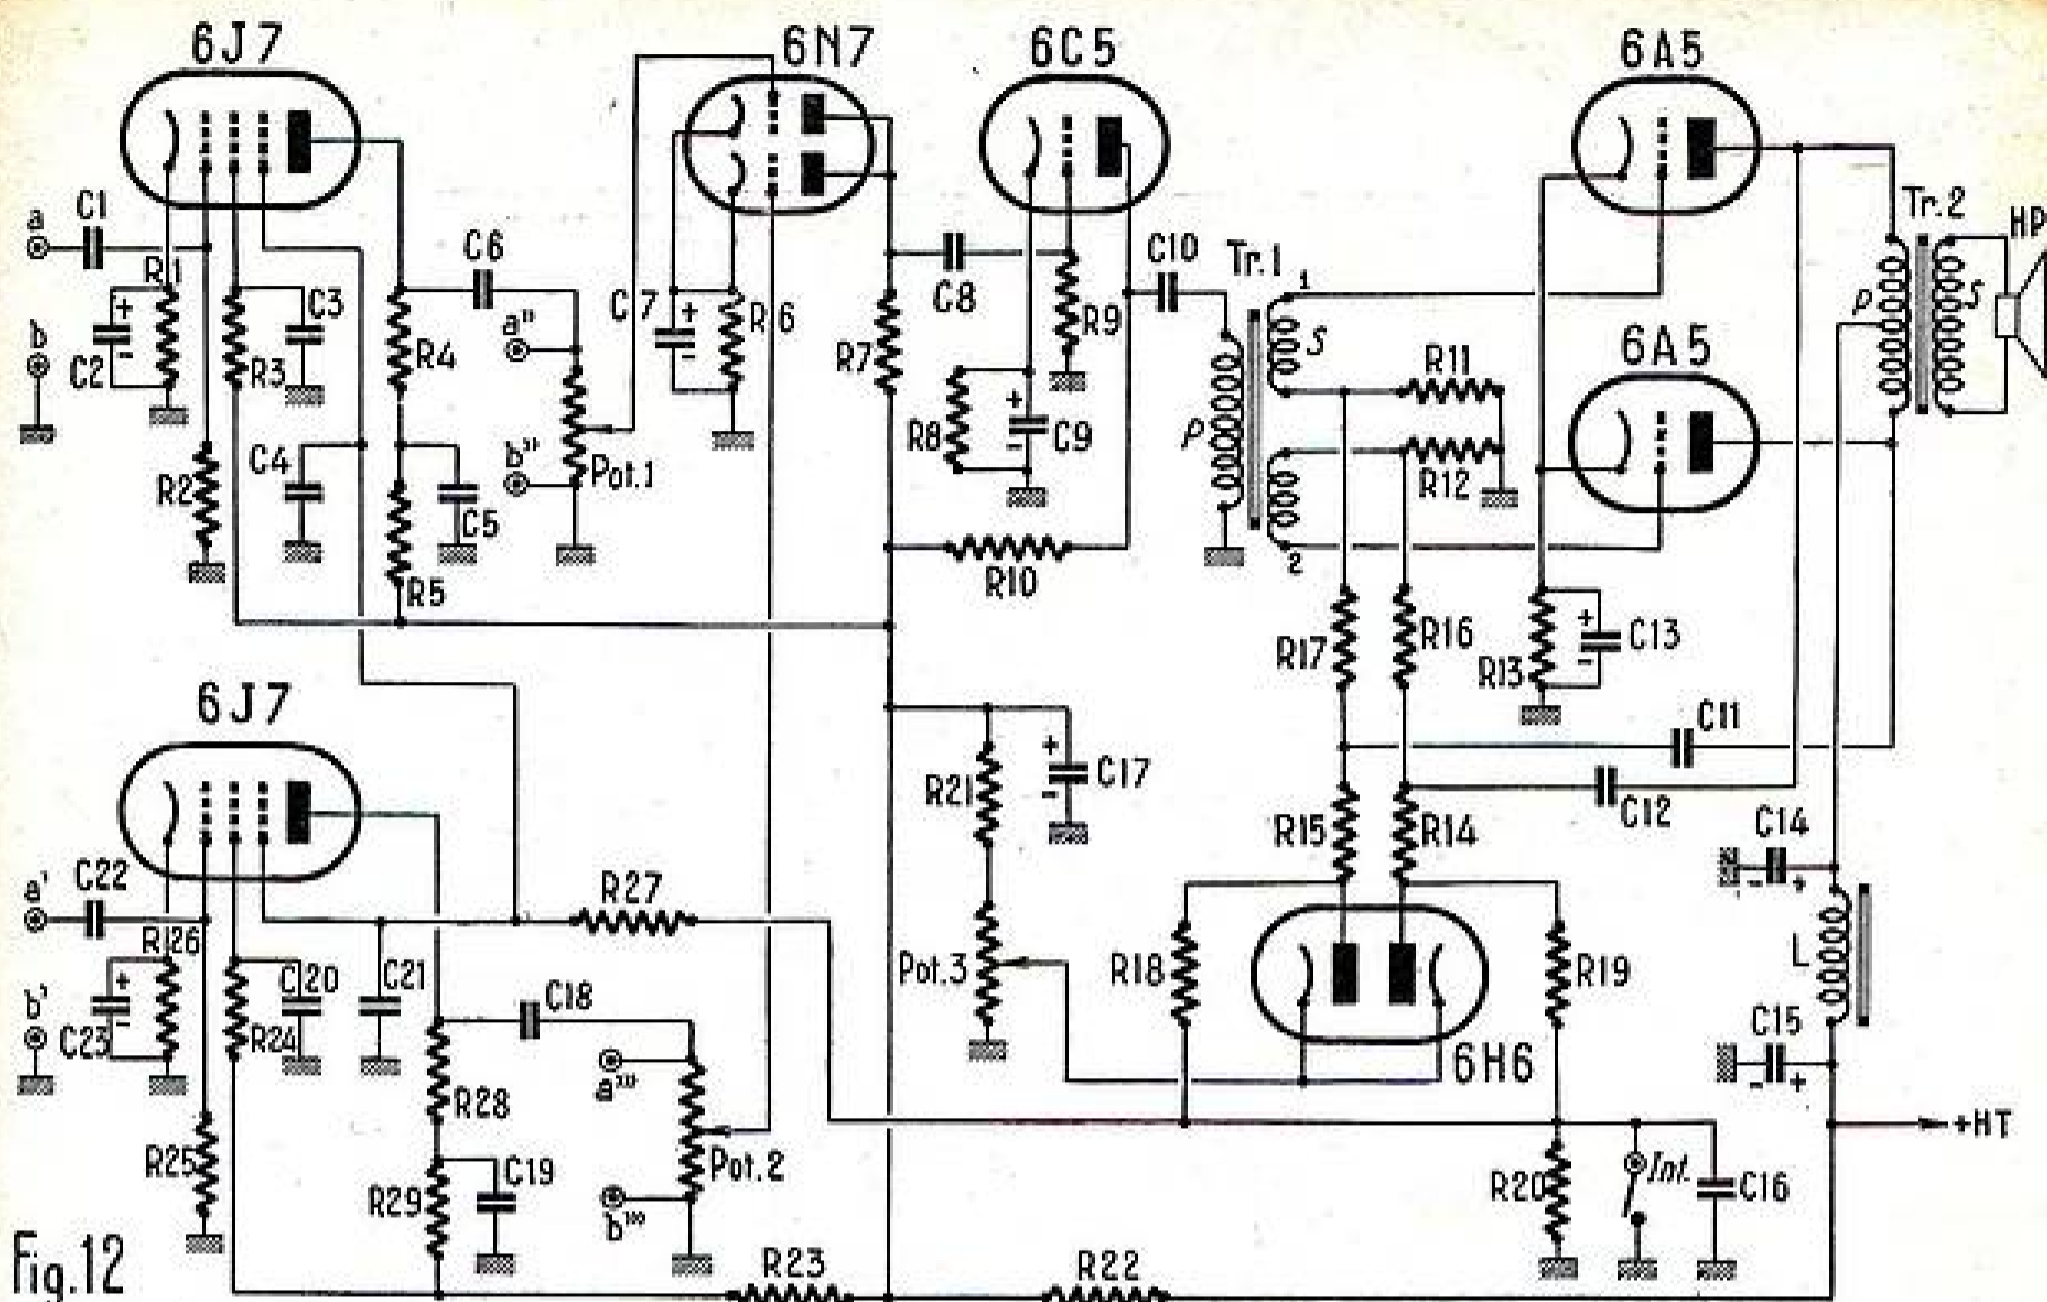 6J7
6N7
6C5
6A5
a
C1
R1
C2
b
C3
R3
R2
C4
C6
R4
a"
b"
Pot.1
C5
R5
C7
R6
R7
C8
R9
R8
C9
R10
C10
Tr.1
P
S
1
2
R11
R12
6A5
Tr.2
HP
P
S
R17
R16
R13
C13
C11
C12
6J7
a'
C22
R26
b'
C23
C20
R24
C21
R25
R27
C18
R28
a'''
b'''
Pot.2
R29
C19
R21
C17
Pot.3
R15
R14
R18
R19
6H6
C14
L
C15
+HT
R20
Int.
C16
R23
R22
Fig.12
+
-
+
-
+
-
+
-
+
-
+
-
+
-
-
+
-
+